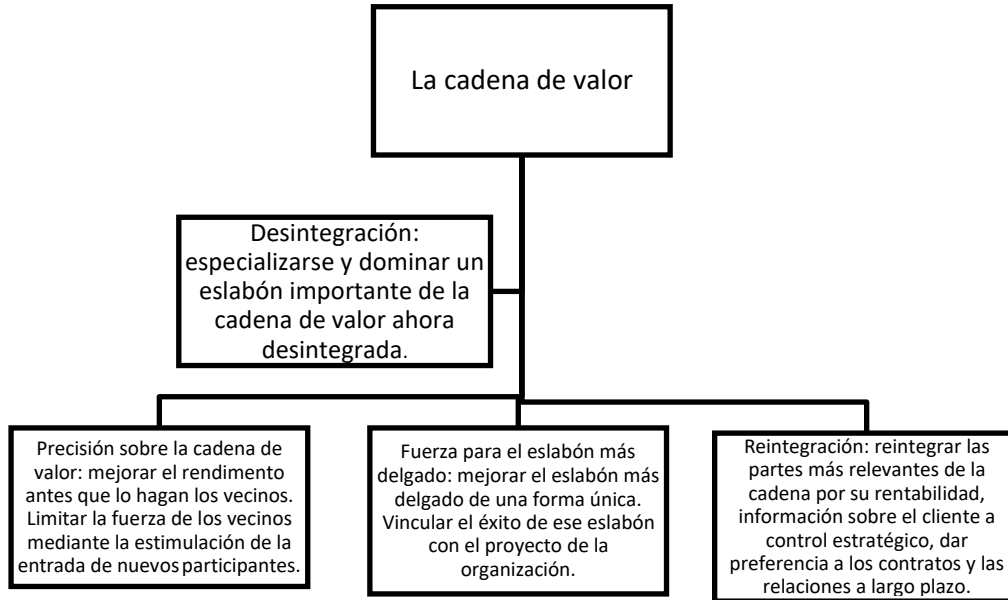 La cadena de valor
Desintegración:
especializarse y dominar un
eslabón importante de la
cadena de valor ahora
desintegrada.
Precisión sobre la cadena de
valor: mejorar el rendimiento
antes que lo hagan los vecinos.
Limitar la fuerza de los vecinos
mediante la estimulación de la
entrada de nuevos participantes.
Fuerza para el eslabón más
delgado: mejorar el eslabón más
delgado de una forma única.
Vincular el éxito de ese eslabón
con el proyecto de la
organización.
Reintegración: reintegrar las
partes más relevantes de la
cadena por su rentabilidad,
información sobre el cliente a
control estratégico, dar
preferencia a los contratos y las
relaciones a largo plazo.